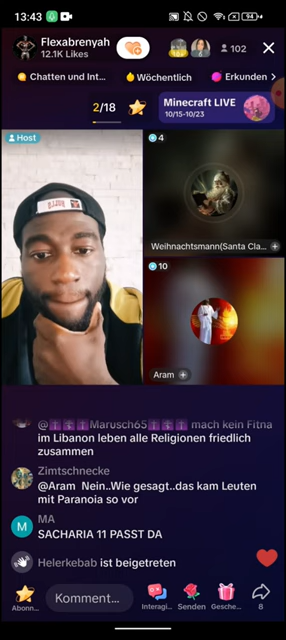 13:43
94
Flexabrenyah
12.1K Likes
102
Chatten und Int...
Wöchentlich
Erkunden
2/18
Minecraft LIVE
10/15-10/23
Host
4
Weihnachtsmann(Santa Cla...
10
Aram
Marusch65 mach kein Fitna
im Libanon leben alle Religionen friedlich
zusammen
Zimtschnecke
@Aram Nein..Wie gesagt..das kam Leuten
mit Paranoia so vor
M
MA
SACHARIA 11 PASST DA
Helerkebab ist beigetreten
Abonn...
Komment...
Interagi...
Senden
Gesche...
8